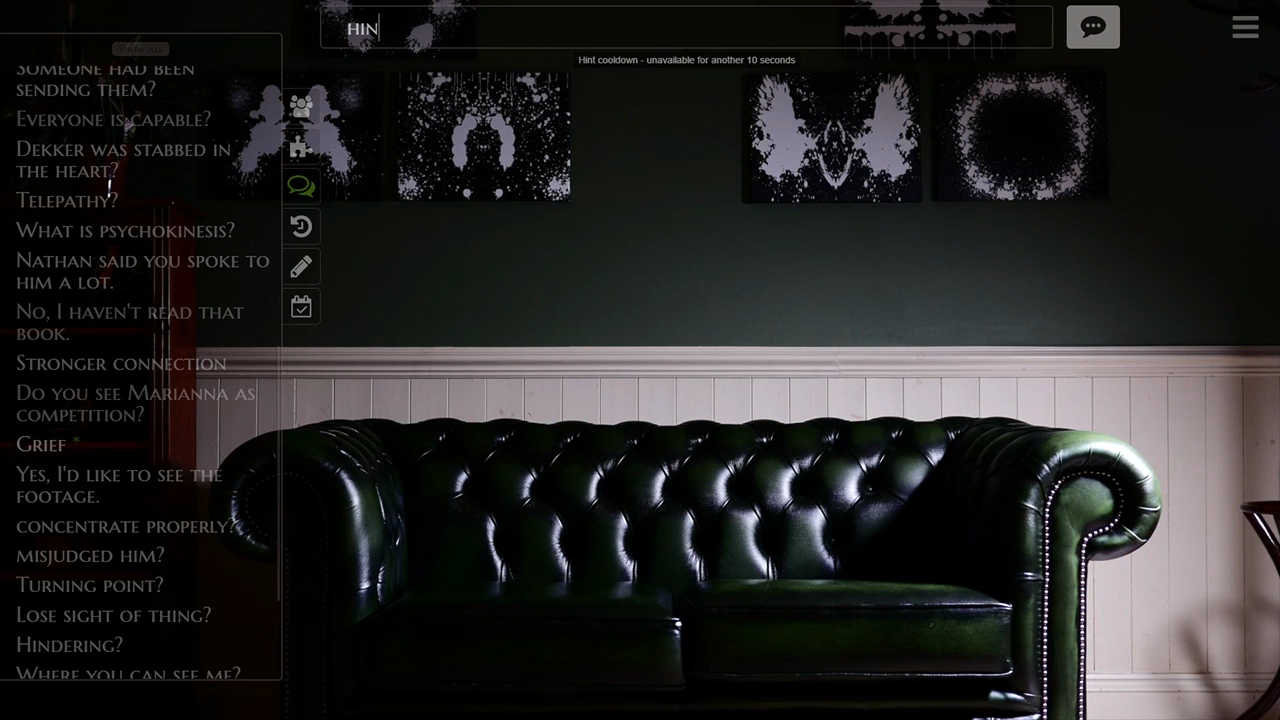 HIN
Hint cooldown - unavailable for another 10 seconds
Show all
SOMEONE HAD BEEN
SENDING THEM?
EVERYONE IS CAPABLE?
DEKKER WAS STABBED IN
THE HEART?
TELEPATHY?
WHAT IS PSYCHOKINESIS?
NATHAN SAID YOU SPOKE TO
HIM A LOT.
NO, I HAVEN'T READ THAT
BOOK.
STRONGER CONNECTION
DO YOU SEE MARIANNA AS
COMPETITION?
GRIEF *
YES, I'D LIKE TO SEE THE
FOOTAGE.
CONCENTRATE PROPERLY?
MISJUDGED HIM?
TURNING POINT?
LOSE SIGHT OF THING?
HINDERING?
WHERE YOU CAN SEE ME?